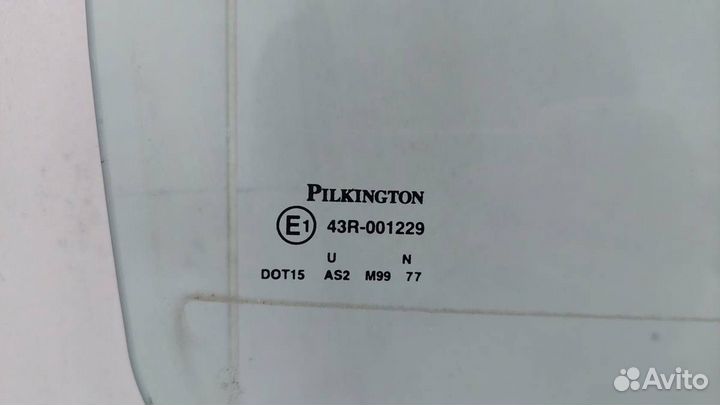 PILKINGTON
E1 43R-001229
U N
DOT15 AS2 M99 77
Avito